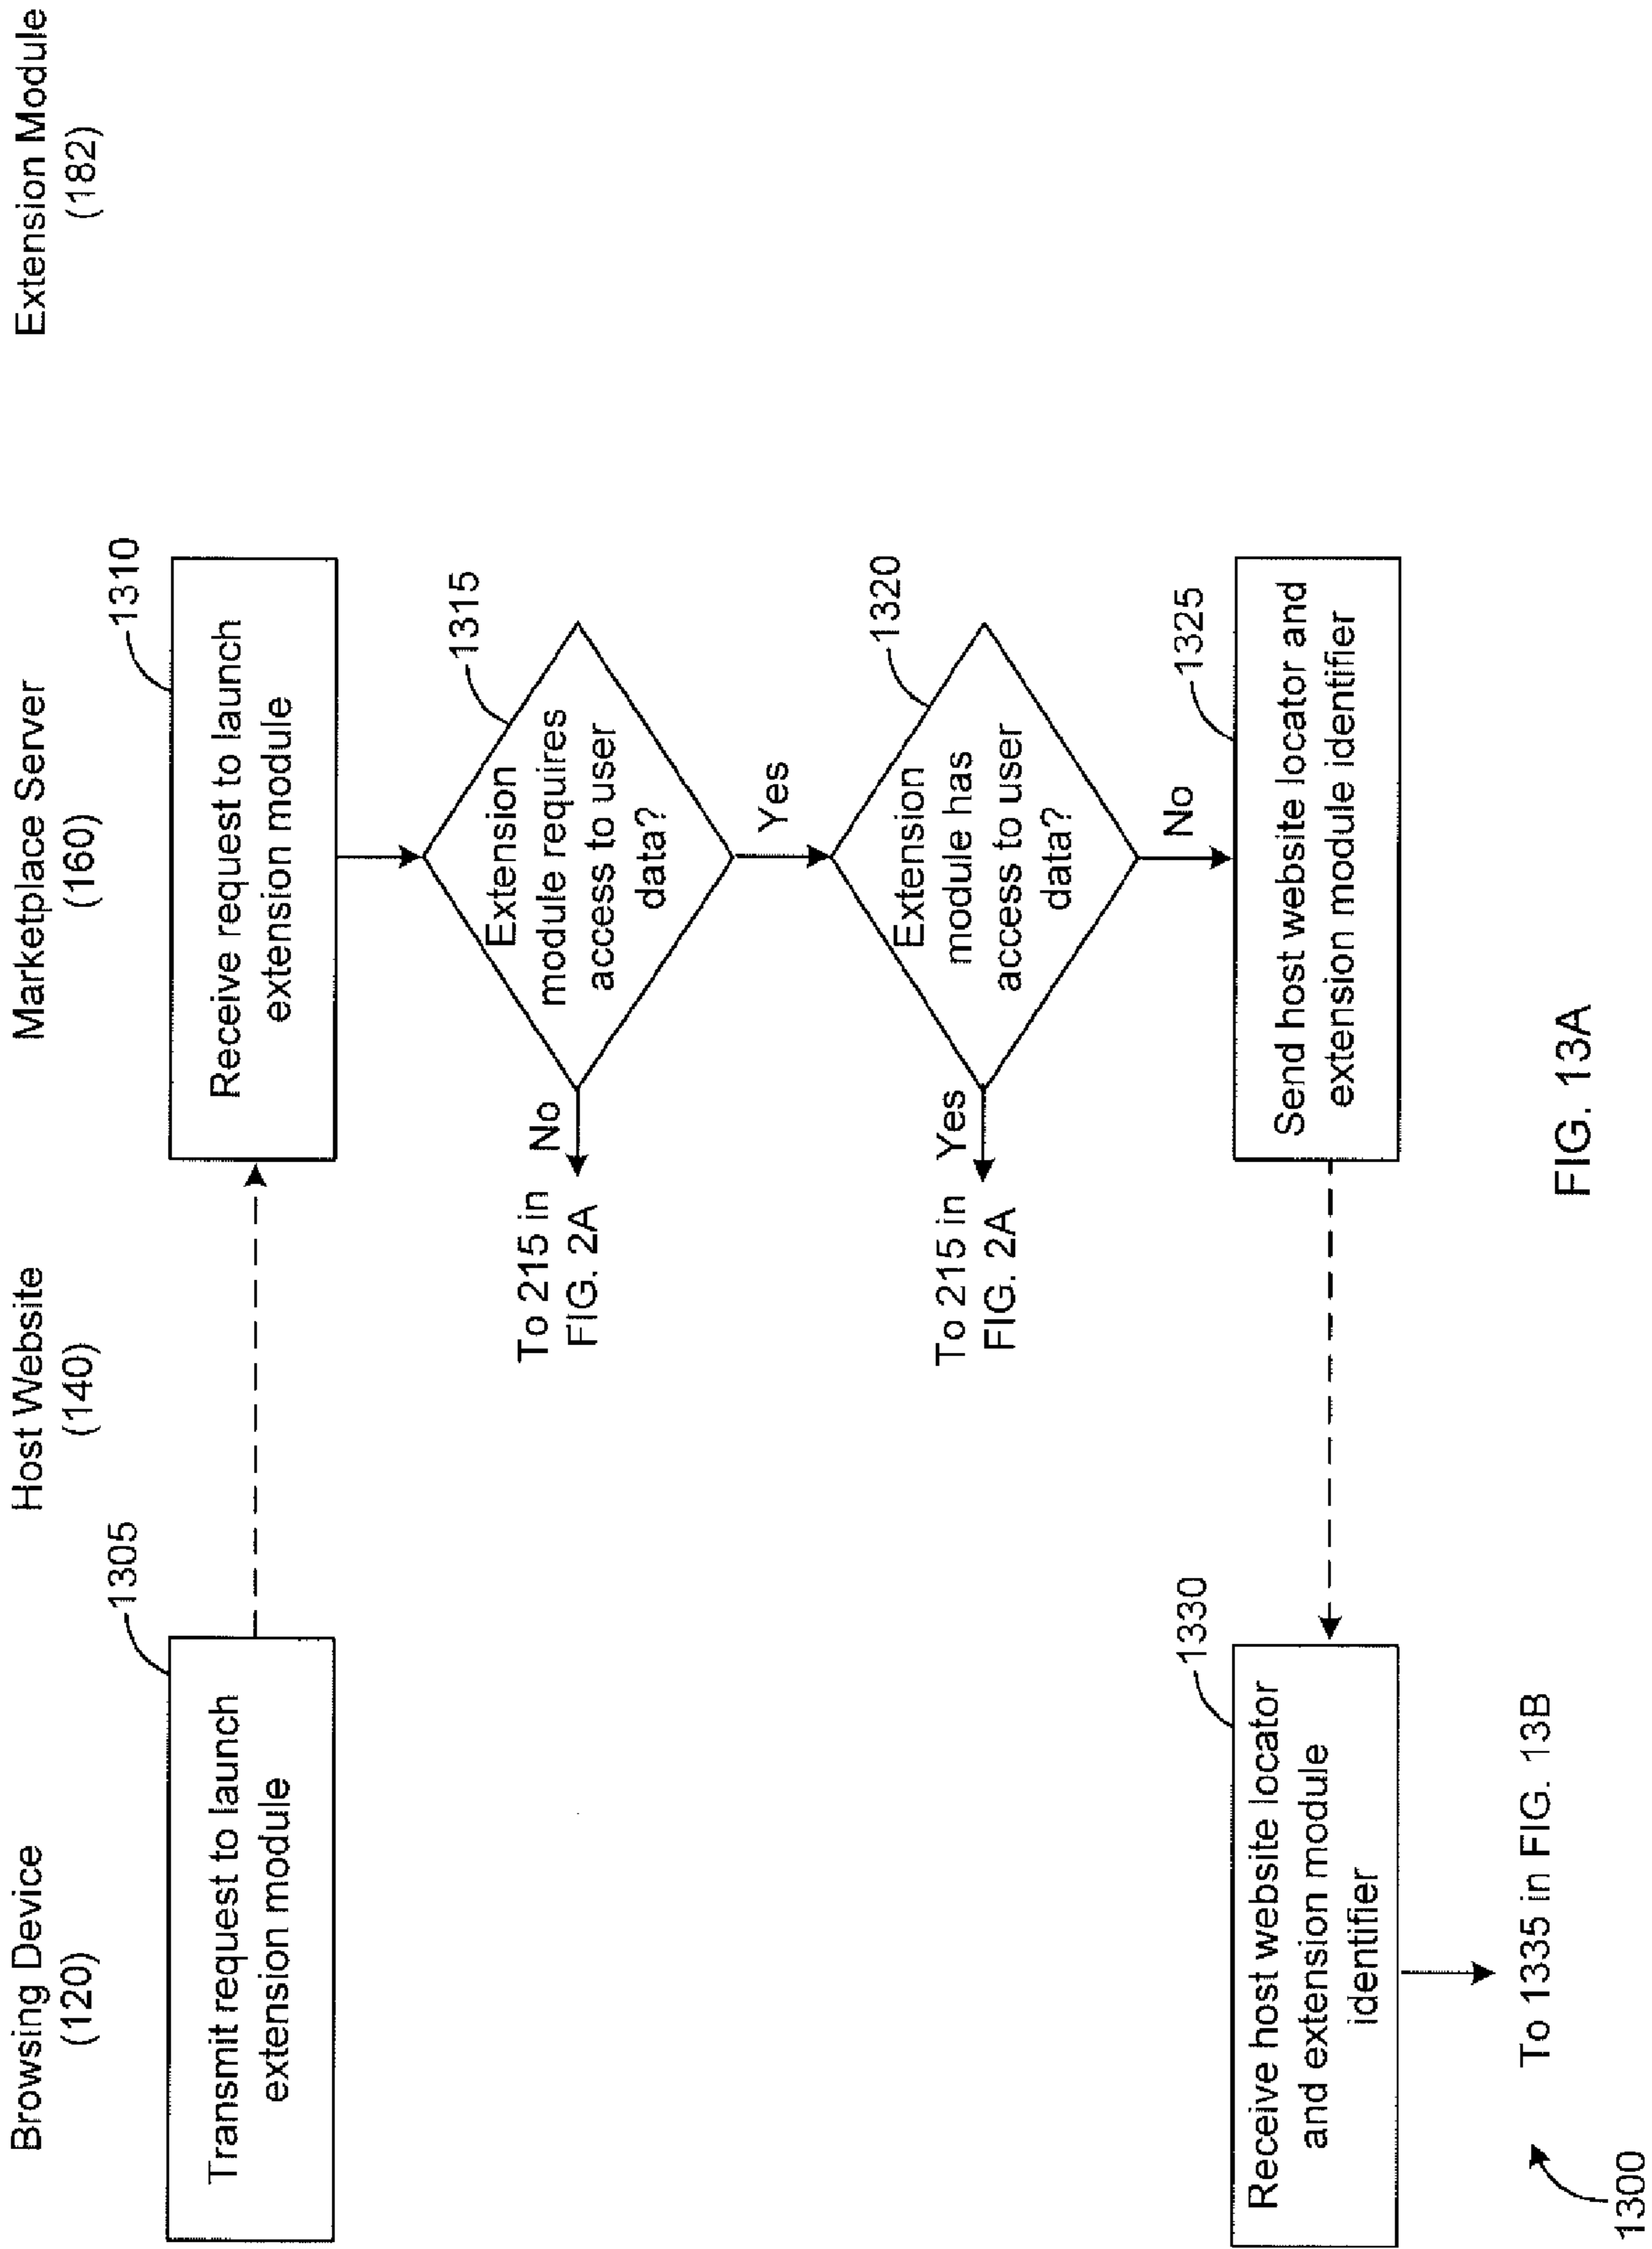 Browsing Device
(120)
Host Website
(140)
Marketplace Server
(160)
Extension Module
(182)
1305
Transmit request to launch
extension module
1310
Receive request to launch
extension module
1315
Extension
module requires
access to user
data?
No
To 215 in
FIG. 2A
Yes
1320
Extension
module has
access to user
data?
Yes
To 215 in
FIG. 2A
No
1325
Send host website locator and
extension module identifier
1330
Receive host website locator
and extension module
identifier
To 1335 in FIG. 13B
1300
FIG. 13A